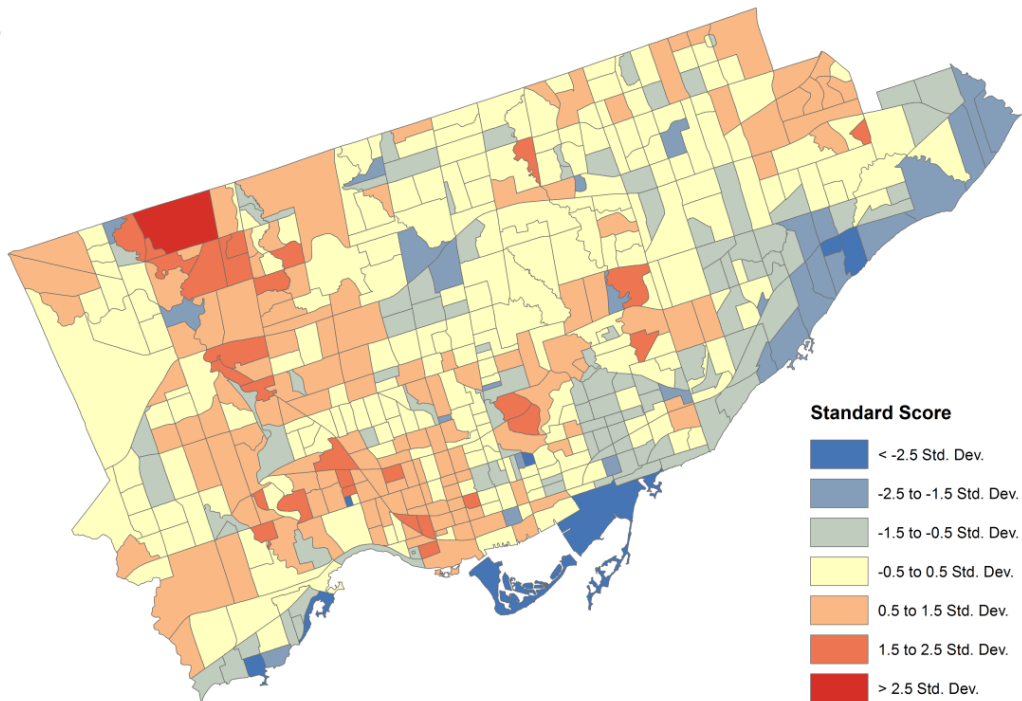 Standard Score
< -2.5 Std. Dev.
-2.5 to -1.5 Std. Dev.
-1.5 to -0.5 Std. Dev.
-0.5 to 0.5 Std. Dev.
0.5 to 1.5 Std. Dev.
1.5 to 2.5 Std. Dev.
> 2.5 Std. Dev.